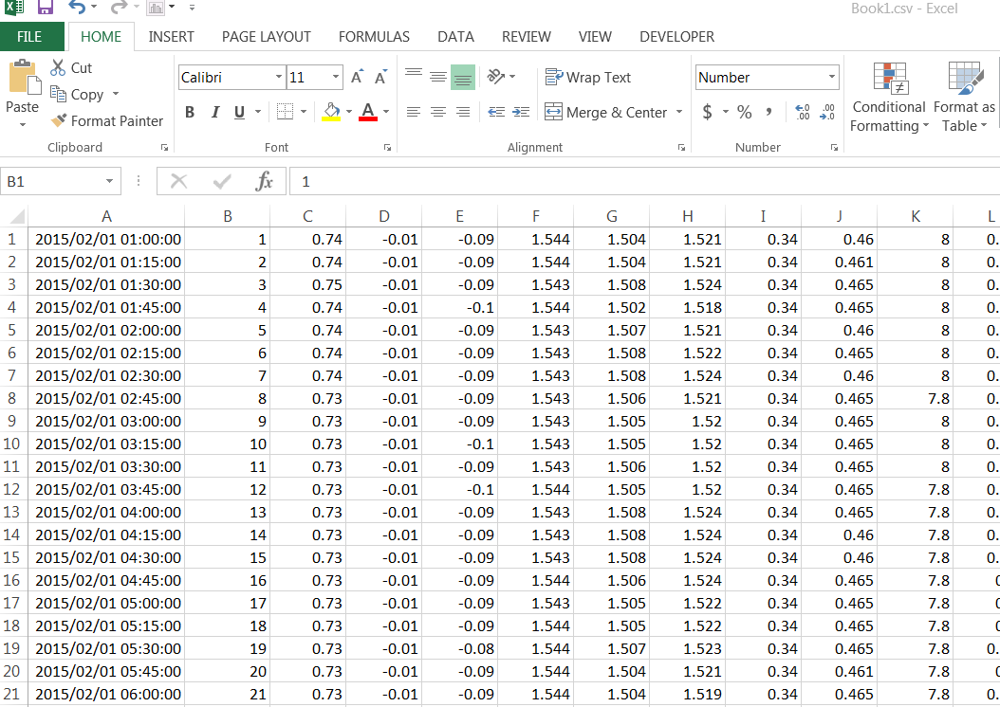 Book1.csv - Excel
FILE HOME INSERT PAGE LAYOUT FORMULAS DATA REVIEW VIEW DEVELOPER
Cut
Copy
Format Painter
Paste
Clipboard
Calibri 11
B I U A
Font
Wrap Text
Merge & Center
Alignment
Number
$ % ,
Number
Conditional Formatting
Format as Table
B1 fx 1
A B C D E F G H I J K L
1 2015/02/01 01:00:00 1 0.74 -0.01 -0.09 1.544 1.504 1.521 0.34 0.46 8 0.
2 2015/02/01 01:15:00 2 0.74 -0.01 -0.09 1.544 1.504 1.521 0.34 0.461 8 0.
3 2015/02/01 01:30:00 3 0.75 -0.01 -0.09 1.543 1.508 1.524 0.34 0.465 8 0.
4 2015/02/01 01:45:00 4 0.74 -0.01 -0.1 1.544 1.502 1.518 0.34 0.465 8 0.
5 2015/02/01 02:00:00 5 0.74 -0.01 -0.09 1.543 1.507 1.521 0.34 0.46 8 0.
6 2015/02/01 02:15:00 6 0.74 -0.01 -0.09 1.543 1.508 1.522 0.34 0.465 8 0.
7 2015/02/01 02:30:00 7 0.74 -0.01 -0.09 1.543 1.508 1.524 0.34 0.46 8 0.
8 2015/02/01 02:45:00 8 0.73 -0.01 -0.09 1.543 1.506 1.521 0.34 0.465 7.8 0.
9 2015/02/01 03:00:00 9 0.73 -0.01 -0.09 1.543 1.505 1.52 0.34 0.465 8 0.
10 2015/02/01 03:15:00 10 0.73 -0.01 -0.1 1.543 1.505 1.52 0.34 0.465 8 0.
11 2015/02/01 03:30:00 11 0.73 -0.01 -0.09 1.543 1.506 1.52 0.34 0.465 8 0.
12 2015/02/01 03:45:00 12 0.73 -0.01 -0.1 1.544 1.505 1.52 0.34 0.465 7.8 0.
13 2015/02/01 04:00:00 13 0.73 -0.01 -0.09 1.543 1.508 1.524 0.34 0.465 7.8 0.
14 2015/02/01 04:15:00 14 0.73 -0.01 -0.09 1.543 1.508 1.524 0.34 0.46 7.8 0.
15 2015/02/01 04:30:00 15 0.73 -0.01 -0.09 1.543 1.508 1.524 0.34 0.46 7.8 0.
16 2015/02/01 04:45:00 16 0.73 -0.01 -0.09 1.544 1.506 1.524 0.34 0.465 7.8
17 2015/02/01 05:00:00 17 0.73 -0.01 -0.09 1.543 1.505 1.522 0.34 0.465 7.8
18 2015/02/01 05:15:00 18 0.73 -0.01 -0.09 1.544 1.505 1.522 0.34 0.465 7.8
19 2015/02/01 05:30:00 19 0.73 -0.01 -0.08 1.544 1.507 1.523 0.34 0.465 7.8 0.
20 2015/02/01 05:45:00 20 0.73 -0.01 -0.09 1.544 1.504 1.521 0.34 0.461 7.8
21 2015/02/01 06:00:00 21 0.73 -0.01 -0.09 1.544 1.504 1.519 0.34 0.465 7.8 0.